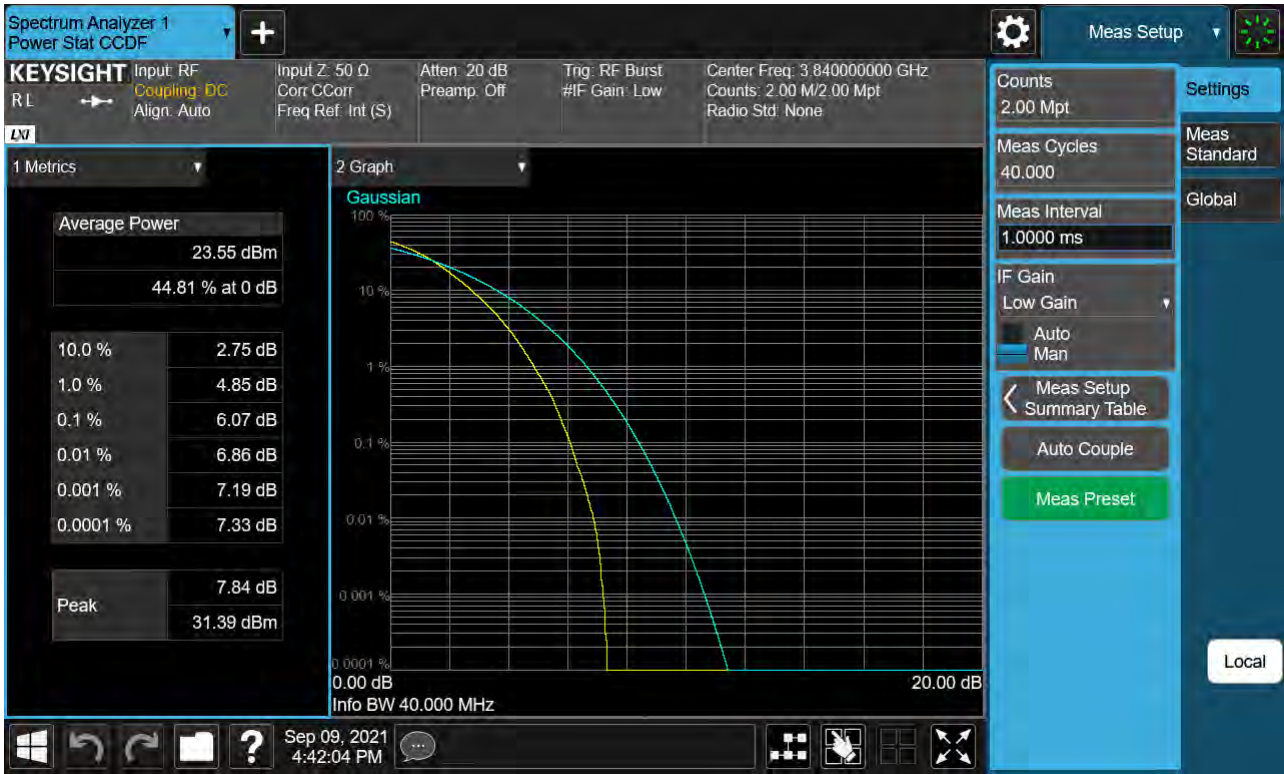 Spectrum Analyzer 1
Power Stat CCDF
+
Meas Setup
KEYSIGHT
RL
LXI
Input: RF
Coupling: DC
Align: Auto
Input Z: 50 Ω
Corr CCorr
Freq Ref: Int (S)
Atten: 20 dB
Preamp: Off
Trig: RF Burst
#IF Gain: Low
Center Freq: 3.840000000 GHz
Counts: 2.00 M/2.00 Mpt
Radio Std: None
1 Metrics
Average Power
23.55 dBm
44.81 % at 0 dB
10.0 % 2.75 dB
1.0 % 4.85 dB
0.1 % 6.07 dB
0.01 % 6.86 dB
0.001 % 7.19 dB
0.0001 % 7.33 dB
Peak
7.84 dB
31.39 dBm
2 Graph
Gaussian
100 %
10 %
1 %
0.1 %
0.01 %
0.001 %
0.0001 %
0.00 dB 20.00 dB
Info BW 40.000 MHz
Counts
2.00 Mpt
Meas Cycles
40.000
Meas Interval
1.0000 ms
IF Gain
Low Gain
Auto
Man
Meas Setup
Summary Table
Auto Couple
Meas Preset
Settings
Meas
Standard
Global
Local
?
Sep 09, 2021
4:42:04 PM